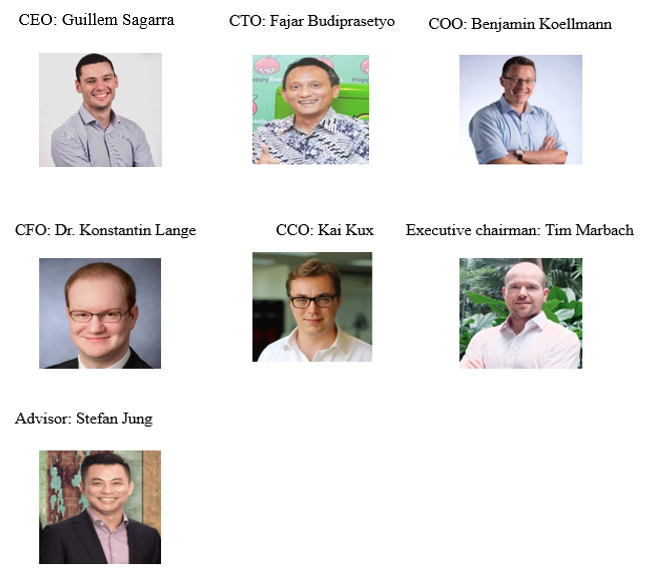 CEO: Guillem Sagarra
CTO: Fajar Budiprasetyo
COO: Benjamin Koellmann
CFO: Dr. Konstantin Lange
CCO: Kai Kux
Executive chairman: Tim Marbach
Advisor: Stefan Jung